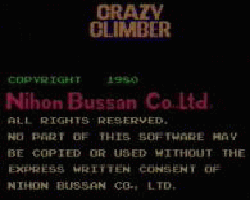 CRAZY
CLIMBER
COPYRIGHT 1980
Nihon Bussan Co.Ltd.
ALL RIGHTS RESERVED.
NO PART OF THIS SOFTWARE MAY
BE COPIED OR USED WITHOUT THE
EXPRESS WRITTEN CONSENT OF
NIHON BUSSAN CO., LTD.